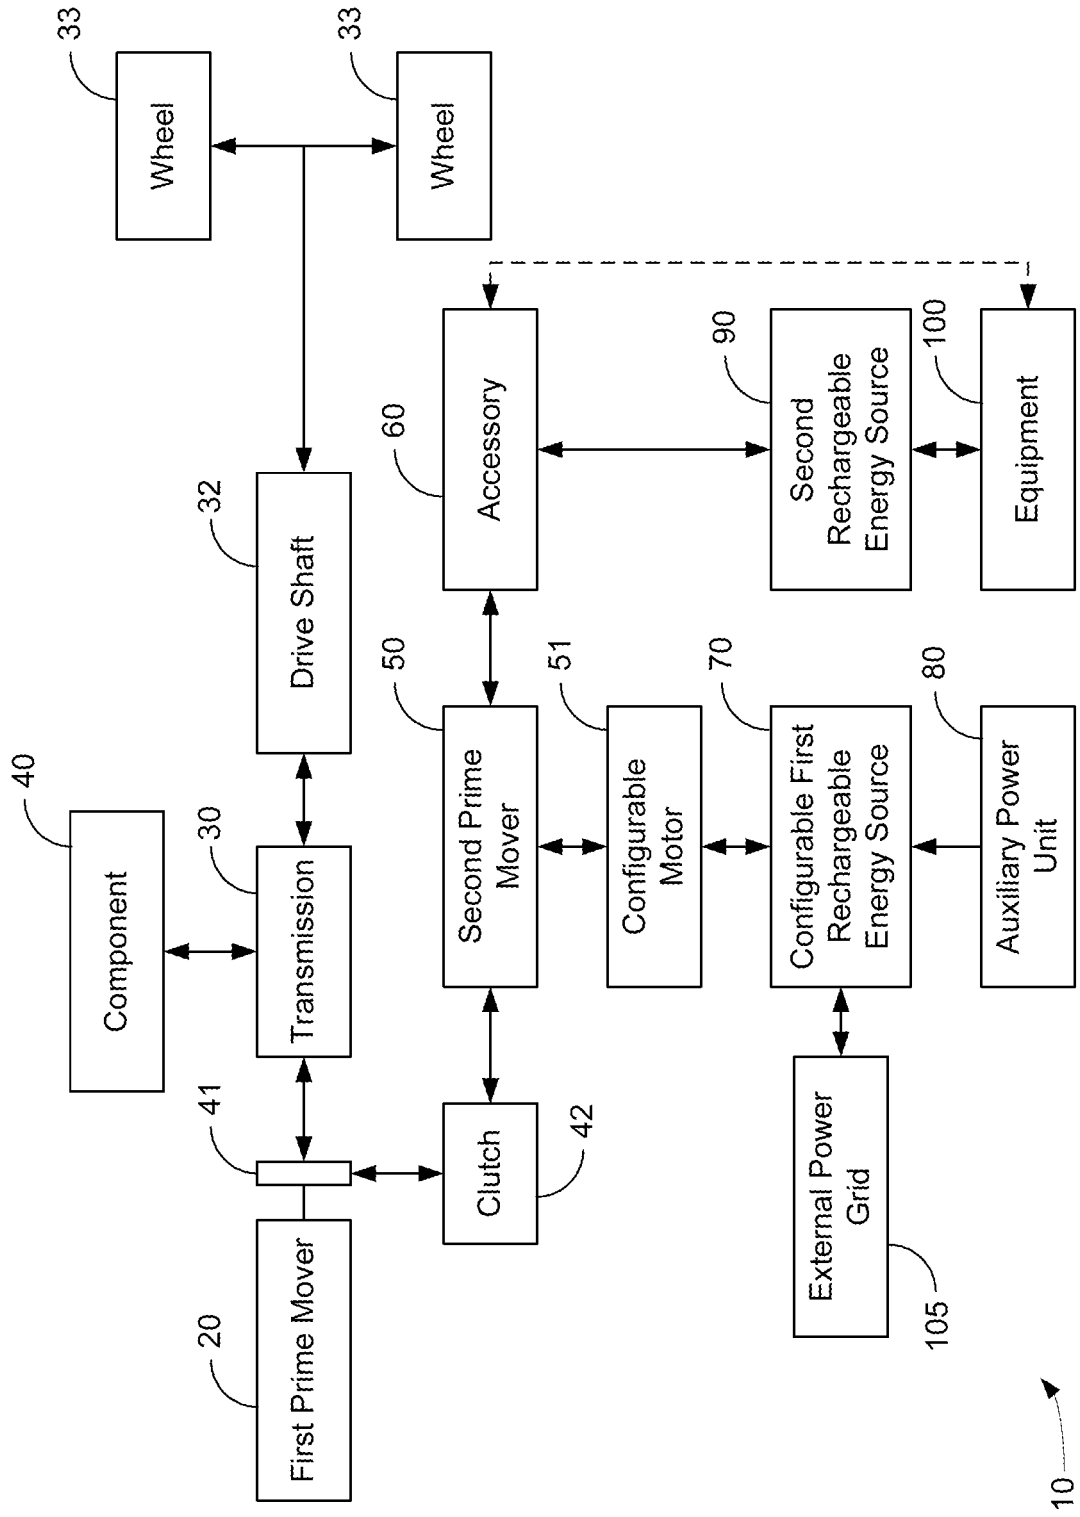 40
Component
33
Wheel
20
First Prime Mover
41
30
Transmission
32
Drive Shaft
33
Wheel
Clutch
42
50
Second Prime
Mover
60
Accessory
51
Configurable
Motor
105
External Power
Grid
70
Configurable First
Rechargeable
Energy Source
90
Second
Rechargeable
Energy Source
80
Auxiliary Power
Unit
100
Equipment
10